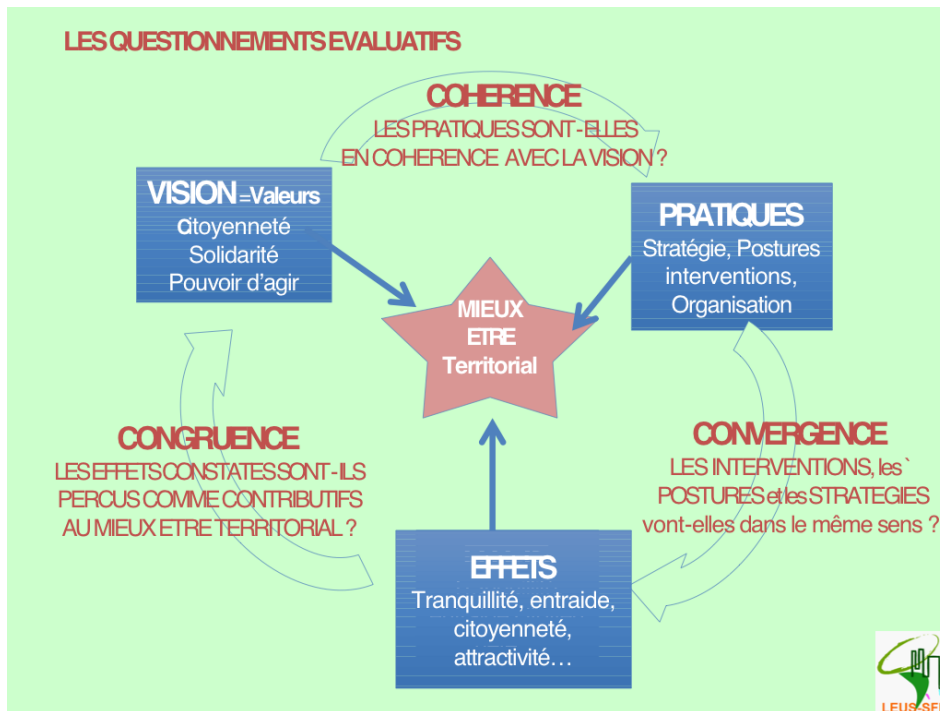 LES QUESTIONNEMENTS EVALUATIFS
COHERENCE
LES PRATIQUES SONT - ELLES
EN COHERENCE AVEC LA VISION ?
VISION =Valeurs
Citoyenneté
Solidarité
Pouvoir d'agir
PRATIQUES
Stratégie, Postures
interventions,
Organisation
MIEUX
ETRE
Territorial
CONGRUENCE
LES EFFETS CONSTATES SONT - ILS
PERCUS COMME CONTRIBUTIFS
AU MIEUX ETRE TERRITORIAL ?
CONVERGENCE
LES INTERVENTIONS, les `
POSTURES et les STRATEGIES
vont-elles dans le même sens ?
EFFETS
Tranquillité, entraide,
citoyenneté,
attractivité…